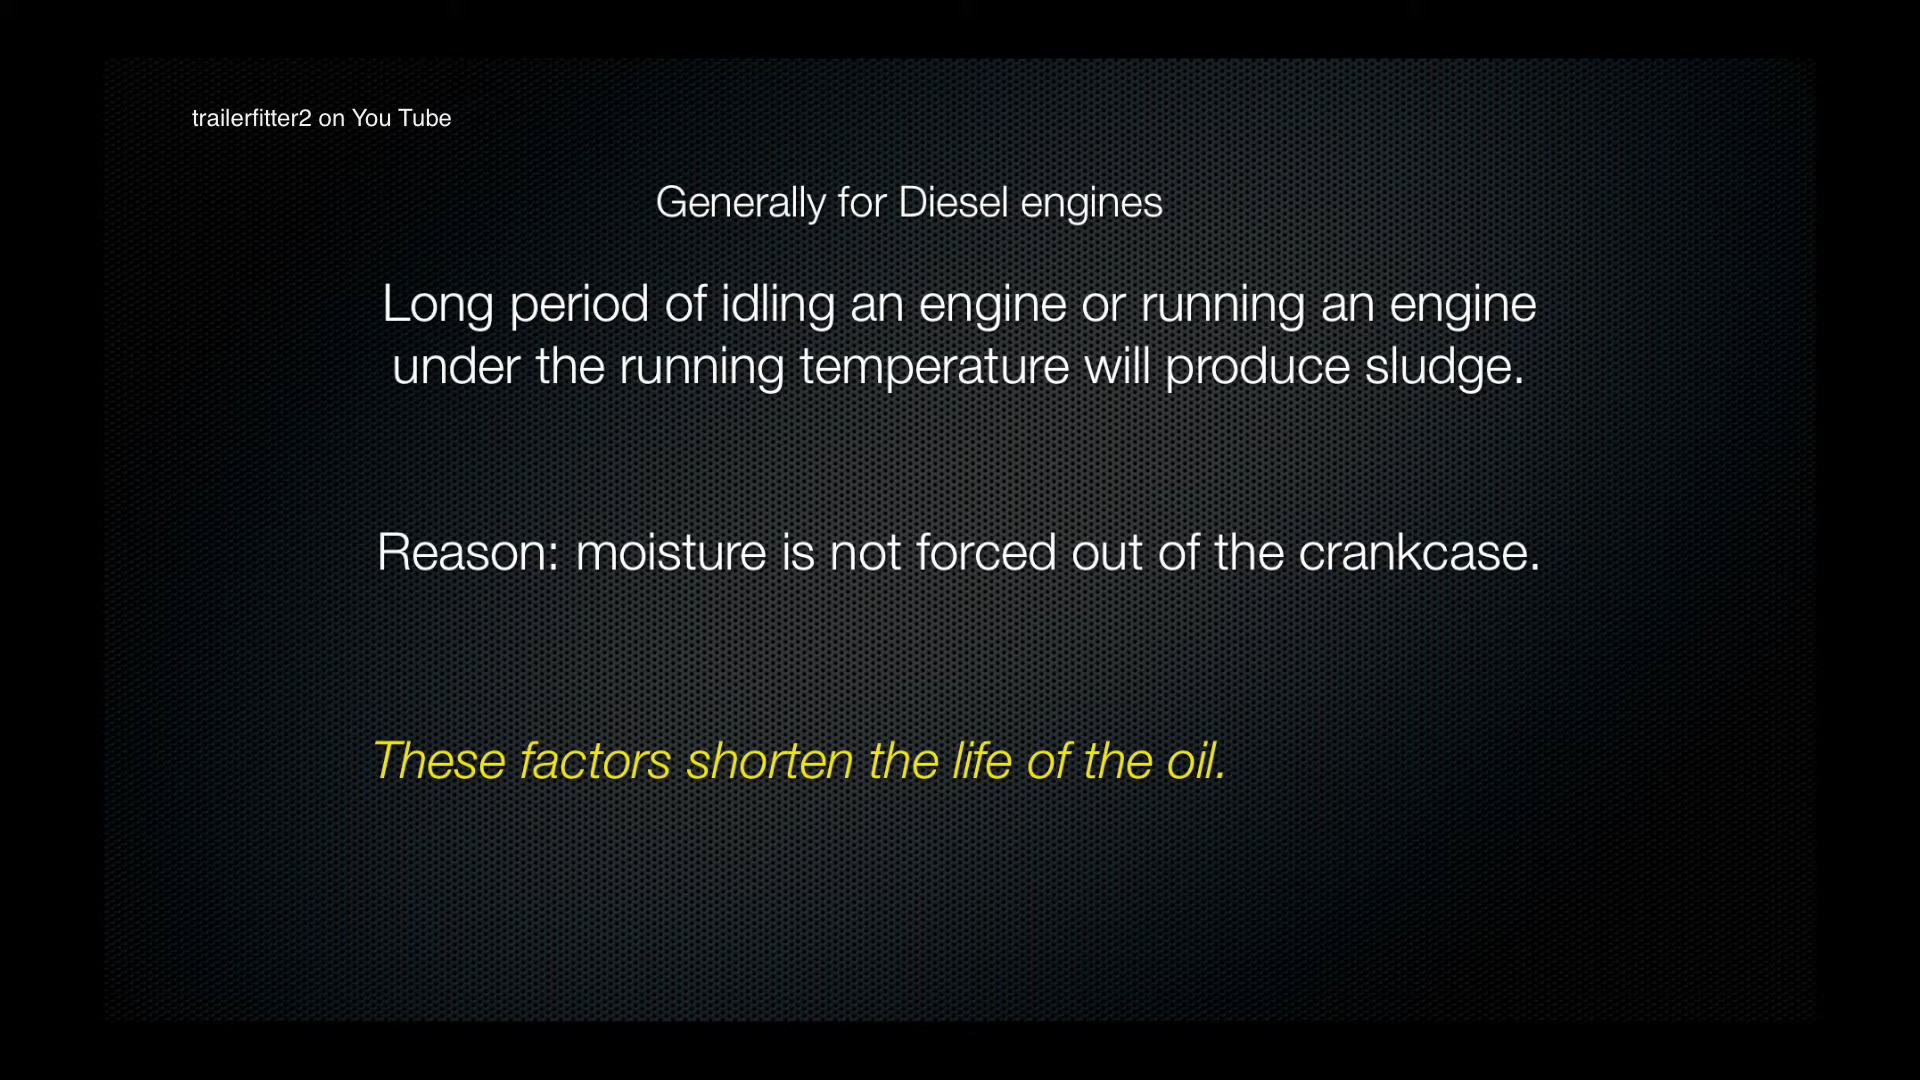 trailerfitter2 on You Tube
Generally for Diesel engines
Long period of idling an engine or running an engine
under the running temperature will produce sludge.
Reason: moisture is not forced out of the crankcase.
These factors shorten the life of the oil.